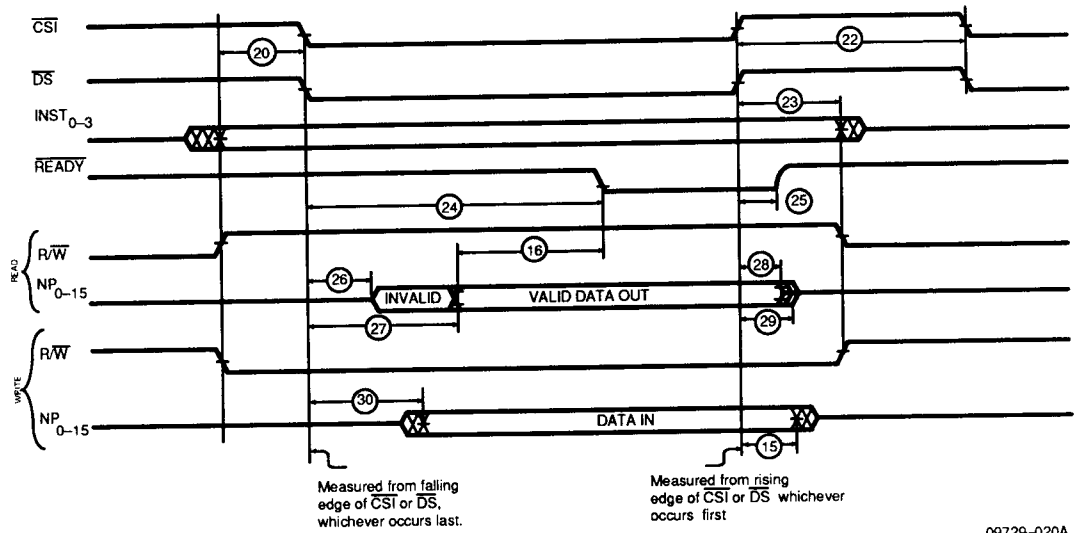 CSI
20
22
DS
INST0–3
23
READY
24
25
READ
R/W
16
NP0–15
26
INVALID
VALID DATA OUT
28
27
29
WRITE
R/W
30
NP0–15
DATA IN
15
Measured from falling
edge of CSI or DS,
whichever occurs last.
Measured from rising
edge of CSI or DS whichever
occurs first
09729-020A